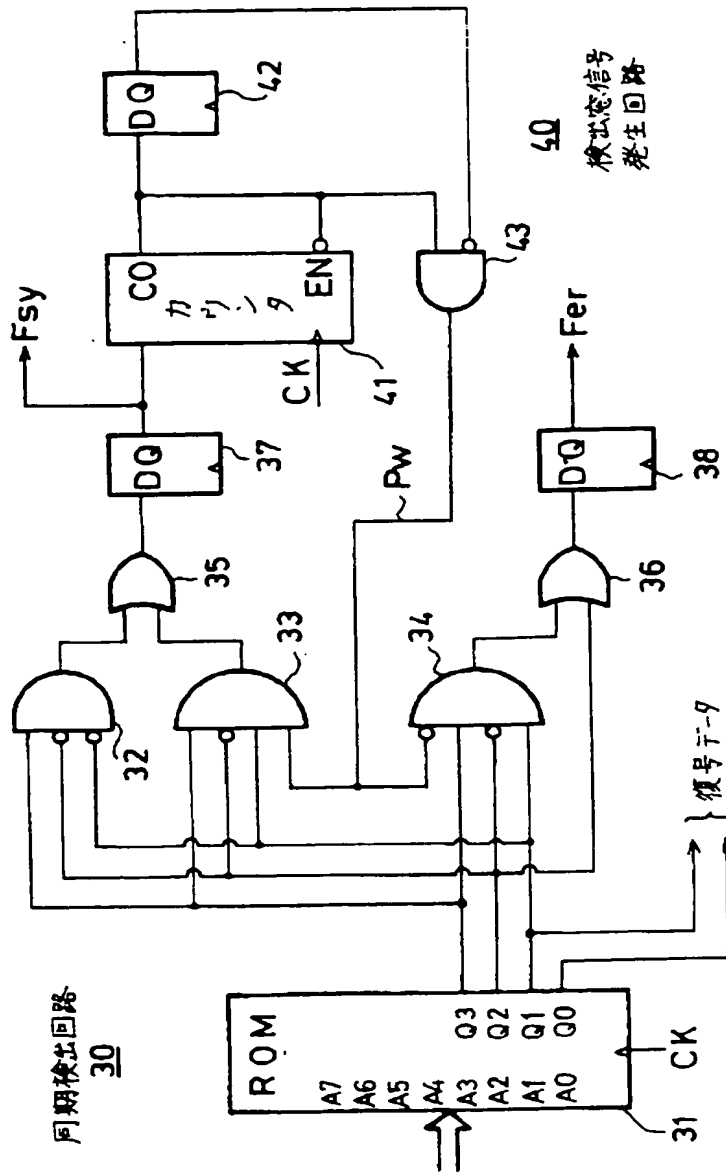 同期検出回路
30
ROM
A7
A6
A5
A4
A3
A2
A1
A0
Q3
Q2
Q1
Q0
CK
31
復号データ
32
33
34
35
36
DQ
37
Fsy
DQ
38
Fer
Pw
CO
カウンタ
EN
CK
41
DQ
42
43
40
検出窓信号
発生回路